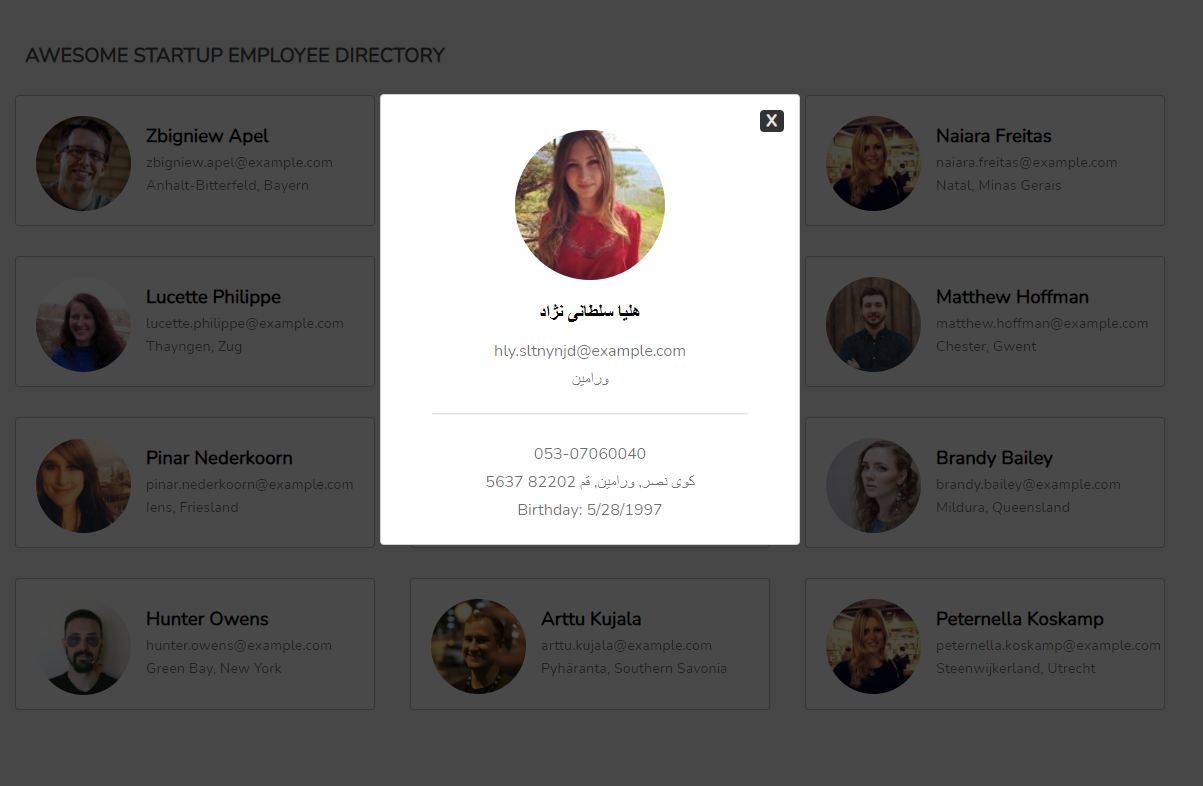 AWESOME STARTUP EMPLOYEE DIRECTORY
Zbigniew Apel
zbigniew.apel@example.com
Anhalt-Bitterfeld, Bayern
X
هلیا سلطانی نژاد
hly.sltnynjd@example.com
ورامین
053-07060040
کوی نصر, ورامین, قم 82202 5637
Birthday: 5/28/1997
Naiara Freitas
naiara.freitas@example.com
Natal, Minas Gerais
Lucette Philippe
lucette.philippe@example.com
Thayngen, Zug
Matthew Hoffman
matthew.hoffman@example.com
Chester, Gwent
Pinar Nederkoorn
pinar.nederkoorn@example.com
Iens, Friesland
Brandy Bailey
brandy.bailey@example.com
Mildura, Queensland
Hunter Owens
hunter.owens@example.com
Green Bay, New York
Arttu Kujala
arttu.kujala@example.com
Pyhäranta, Southern Savonia
Peternella Koskamp
peternella.koskamp@example.com
Steenwijkerland, Utrecht